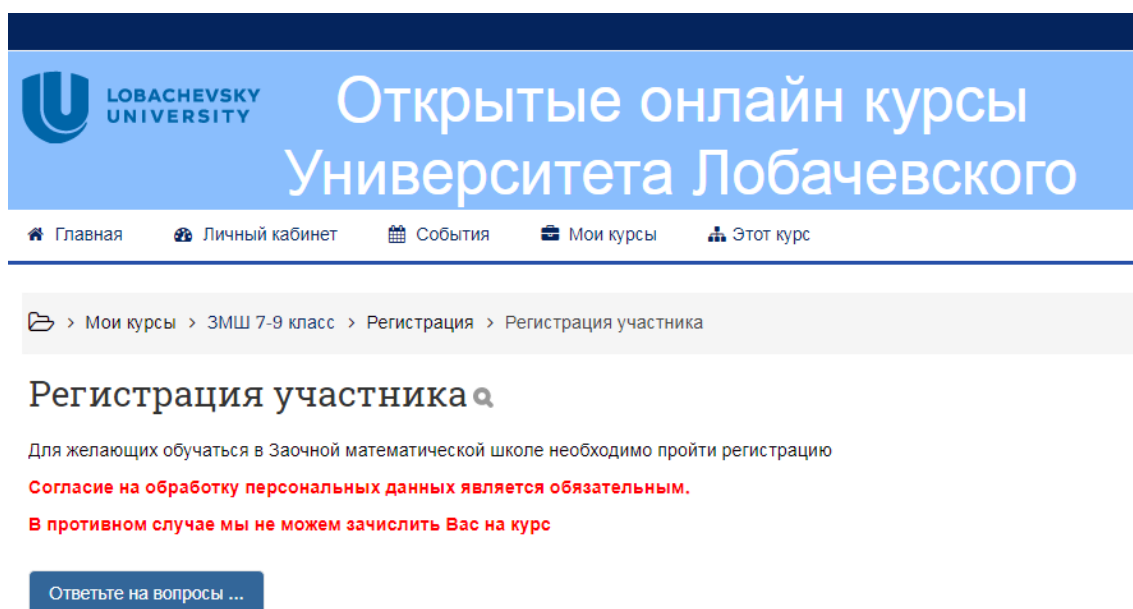 LOBACHEVSKY
UNIVERSITY
Открытые онлайн курсы
Университета Лобачевского
Главная Личный кабинет События Мои курсы Этот курс
> Мои курсы > ЗМШ 7-9 класс > Регистрация > Регистрация участника
Регистрация участника
Для желающих обучаться в Заочной математической школе необходимо пройти регистрацию
Согласие на обработку персональных данных является обязательным.
В противном случае мы не можем зачислить Вас на курс
Ответьте на вопросы ...